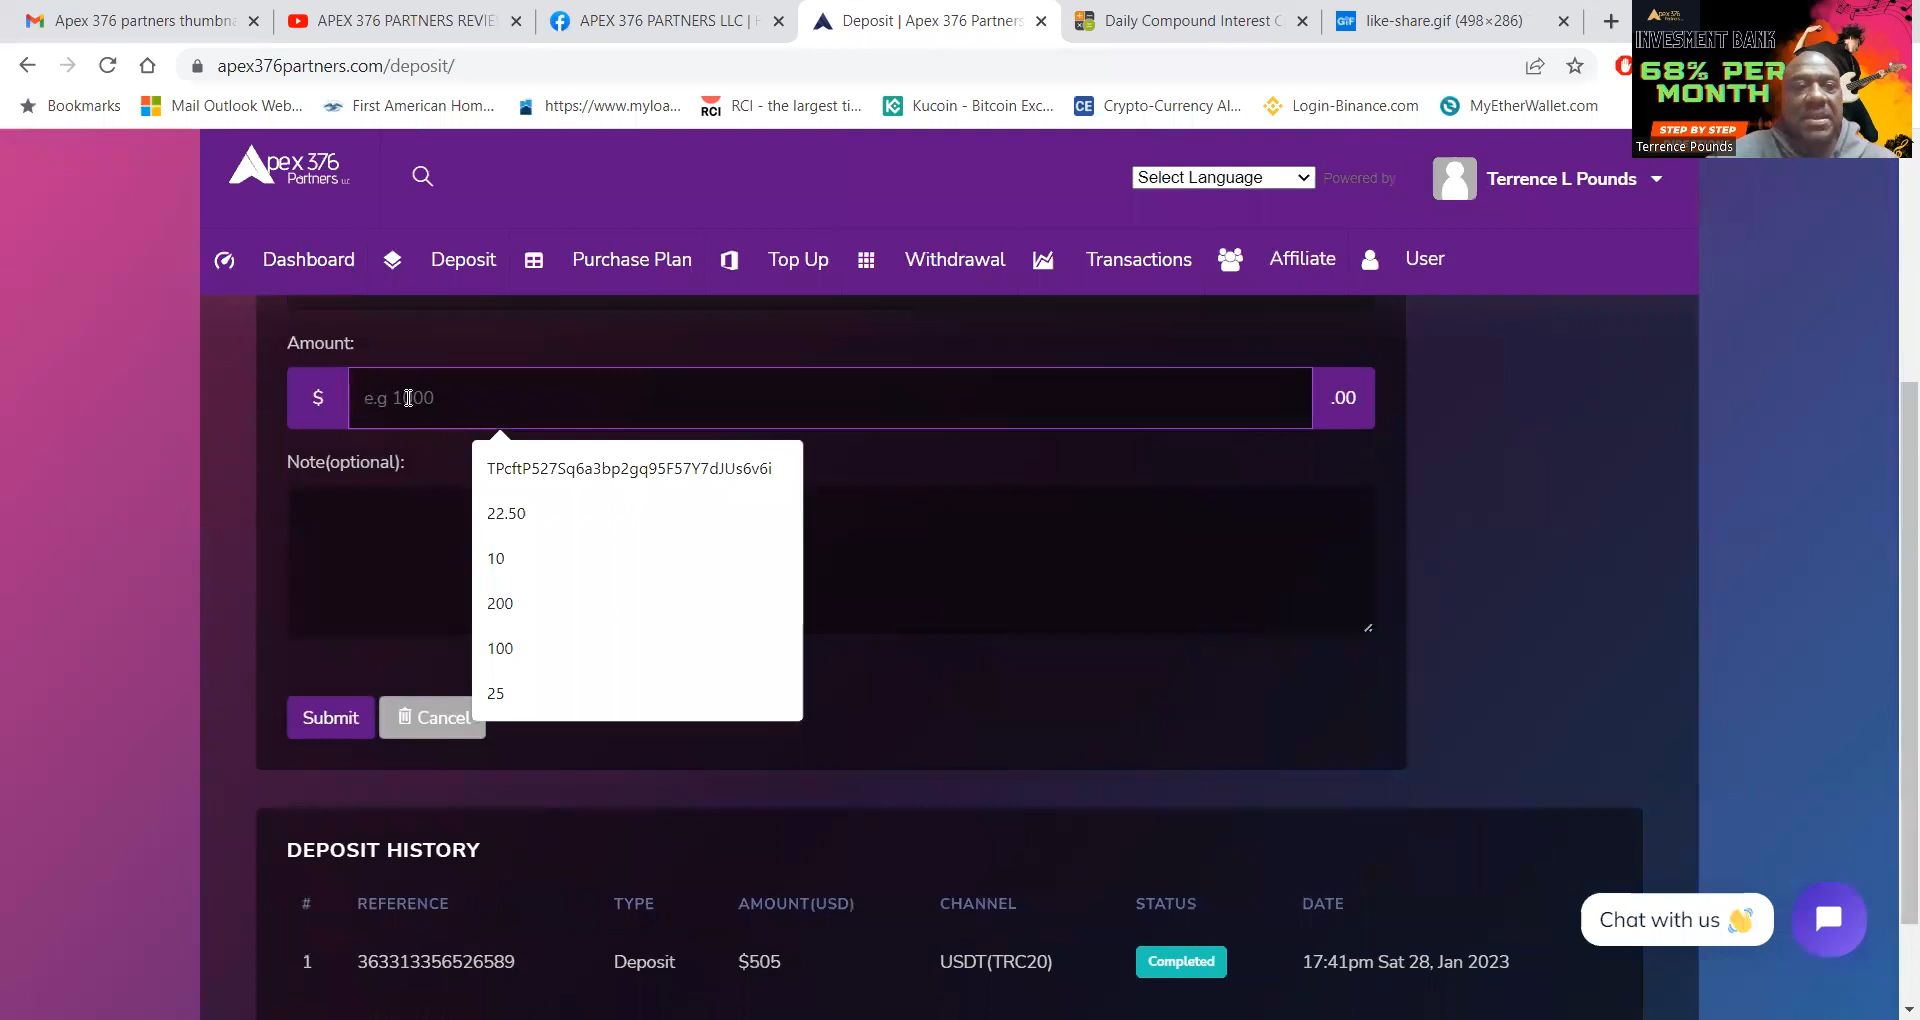 Apex 376 partners thumbna
APEX 376 PARTNERS REVIE
APEX 376 PARTNERS LLC |
Deposit | Apex 376 Partners
Daily Compound Interest C
GIF
like-share.gif (498×286)
apex376partners.com/deposit/
Bookmarks
Mail Outlook Web...
First American Hom...
https://www.myloa...
RCI
RCI - the largest ti...
Kucoin - Bitcoin Exc...
CE
Crypto-Currency Al...
Login-Binance.com
MyEtherWallet.com
INVESMENT BANK
68% PER
MONTH
STEP BY STEP
Terrence Pounds
Apex 376
Partners LLC
Select Language
Powered by
Terrence L Pounds
Dashboard
Deposit
Purchase Plan
Top Up
Withdrawal
Transactions
Affiliate
User
Amount:
$
e.g 1000
.00
Note(optional):
TPcftP527Sq6a3bp2gq95F57Y7dJUs6v6i
22.50
10
200
100
25
Submit
Cancel
DEPOSIT HISTORY
# REFERENCE TYPE AMOUNT(USD) CHANNEL STATUS DATE
1 363313356526589 Deposit $505 USDT(TRC20) Completed 17:41pm Sat 28, Jan 2023
Chat with us 👋